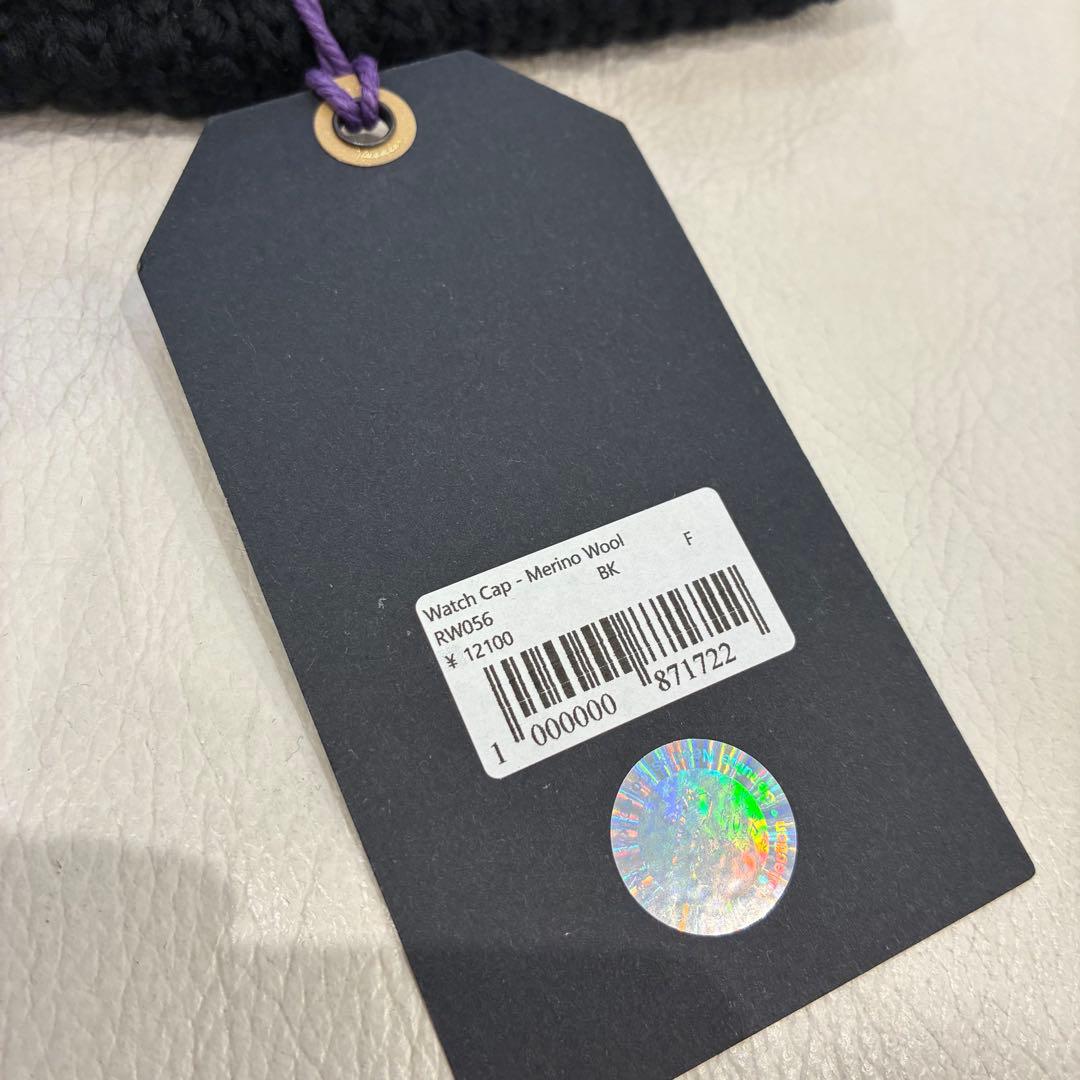 Watch Cap - Merino Wool F
RW056 BK
¥ 12100
1 000000 871722